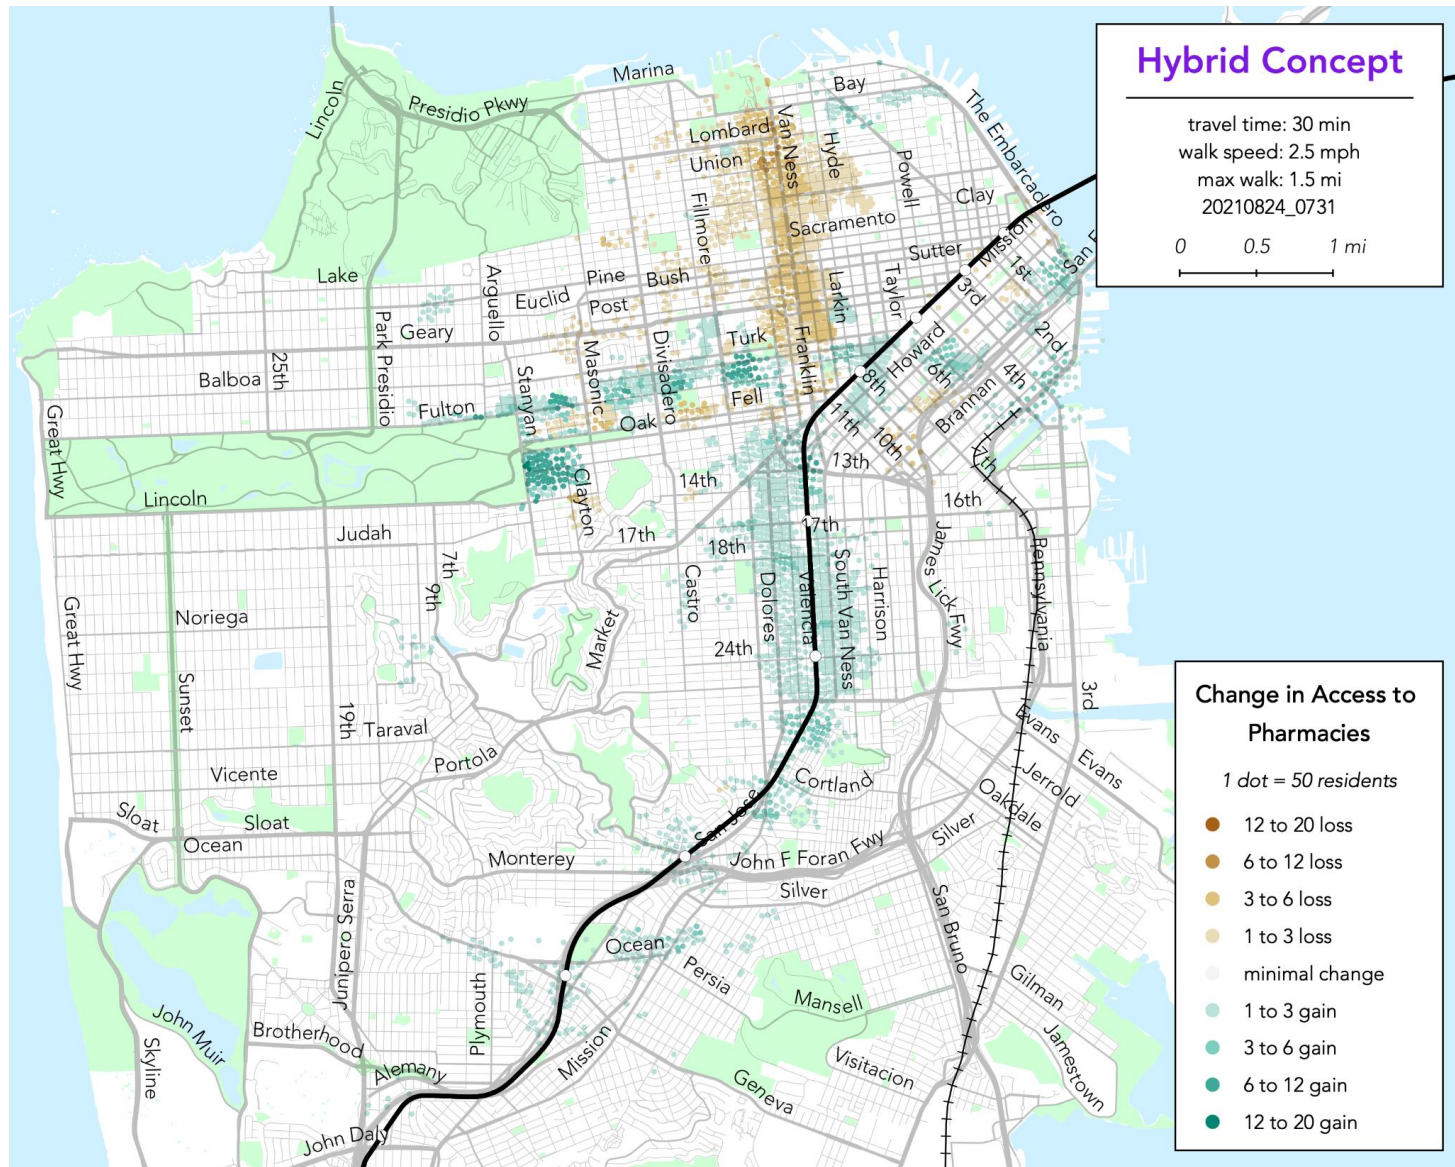 Hybrid Concept
travel time: 30 min
walk speed: 2.5 mph
max walk: 1.5 mi
20210824_0731
0 0.5 1 mi
Marina
Bay
Lincoln
Presidio Pkwy
The Embarcadero
Lombard
Van Ness
Hyde
Union
Powell
Clay
Fillmore
Sacramento
Mission
Sutter
1st
Lake
Arguello
Pine
Bush
Larkin
Taylor
3rd
Euclid
Post
Geary
Park Presidio
Turk
Franklin
Howard
2nd
25th
Balboa
Stanyan
Masonic
Divisadero
8th
6th
4th
Fulton
Fell
Brannan
Great Hwy
Oak
11th
10th
13th
7th
Clayton
14th
Lincoln
16th
Judah
17th
17th
18th
James Lick Fwy
Pennsylvania
7th
9th
Castro
Dolores
Valencia
South Van Ness
Harrison
Great Hwy
Noriega
Market
24th
Sunset
19th
Taraval
3rd
Evans
Portola
Vicente
Cortland
Evans
Jerrold
Oakdale
Sloat
Sloat
Ocean
San Jose
Silver
Monterey
John F Foran Fwy
Silver
Junipero Serra
San Bruno
Ocean
Persia
Plymouth
Mansell
Gilman
John Muir
Brotherhood
Skyline
Mission
Visitacion
Jamestown
Alemany
Geneva
John Daly
Change in Access to
Pharmacies
1 dot = 50 residents
12 to 20 loss
6 to 12 loss
3 to 6 loss
1 to 3 loss
minimal change
1 to 3 gain
3 to 6 gain
6 to 12 gain
12 to 20 gain